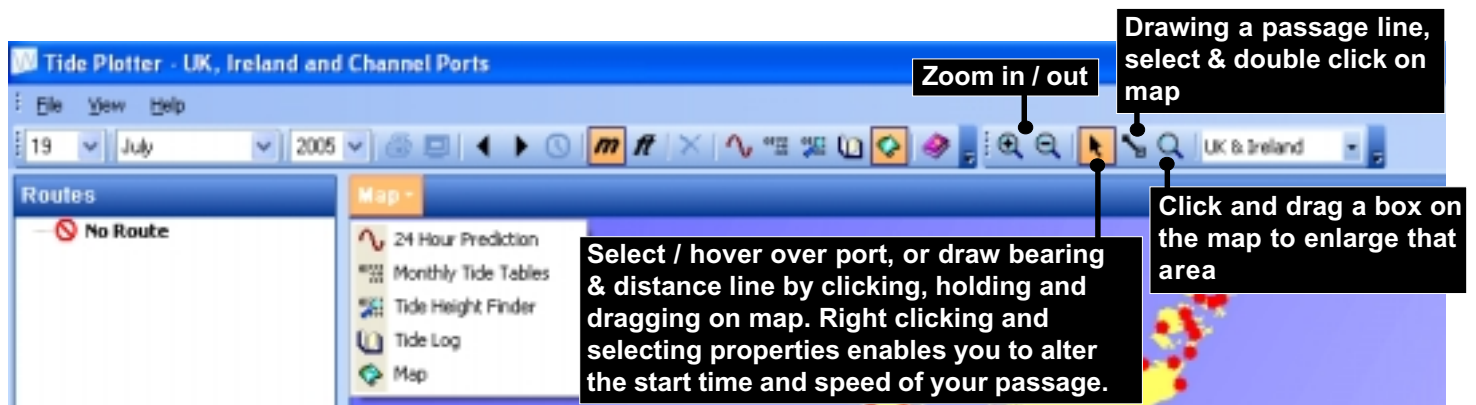 Drawing a passage line,
select & double click on
map
Tide Plotter - UK, Ireland and Channel Ports
Zoom in / out
File View Help
19 July 2005 m ft UK & Ireland
Routes
Map
No Route
24 Hour Prediction
Monthly Tide Tables
Tide Height Finder
Tide Log
Map
Select / hover over port, or draw bearing
& distance line by clicking, holding and
dragging on map. Right clicking and
selecting properties enables you to alter
the start time and speed of your passage.
Click and drag a box on
the map to enlarge that
area